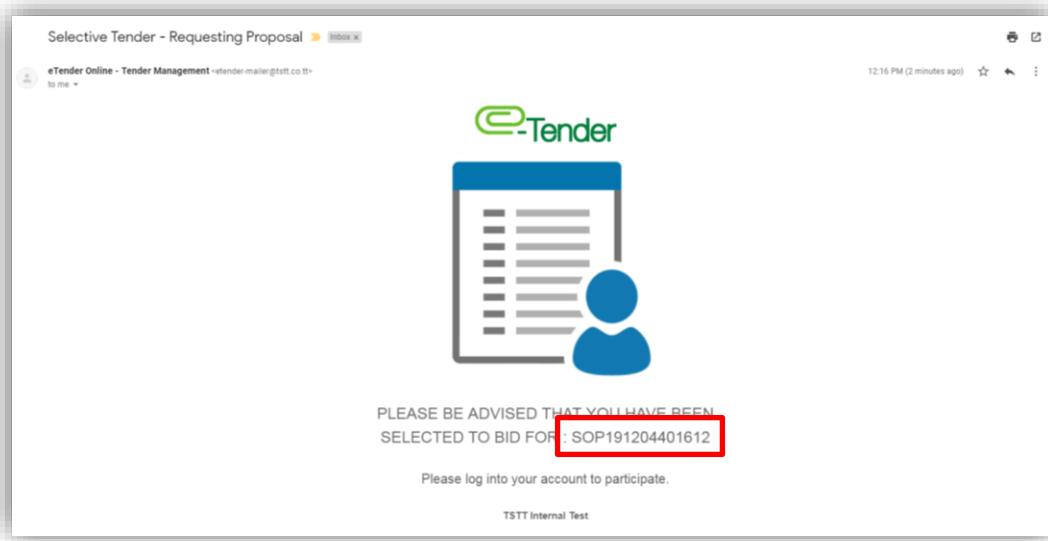 Selective Tender - Requesting Proposal Inbox x
eTender Online - Tender Management <etender-mailer@tstt.co.tt>
12:16 PM (2 minutes ago)
to me
e-Tender
PLEASE BE ADVISED THAT YOU HAVE BEEN
SELECTED TO BID FOR : SOP191204401612
Please log into your account to participate.
TSTT Internal Test